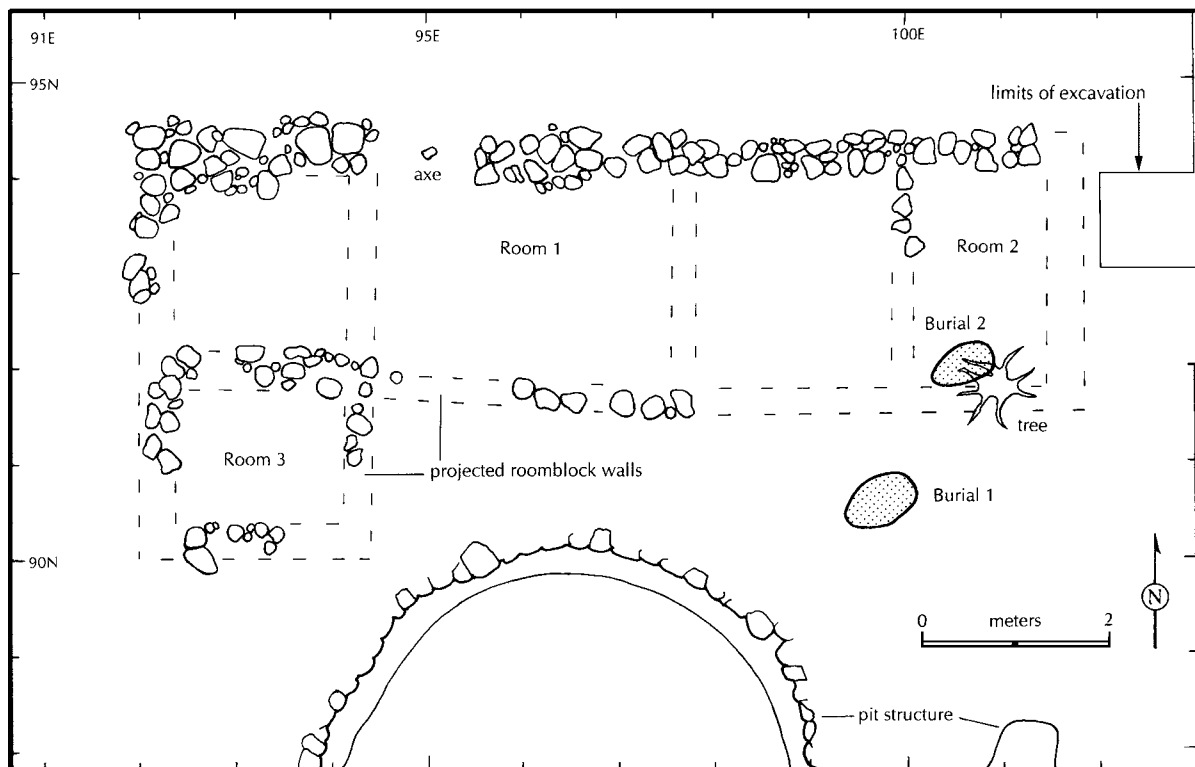 91E
95E
100E
95N
limits of excavation
axe
Room 1
Room 2
Burial 2
tree
Room 3
projected roomblock walls
Burial 1
90N
N
0 meters 2
pit structure